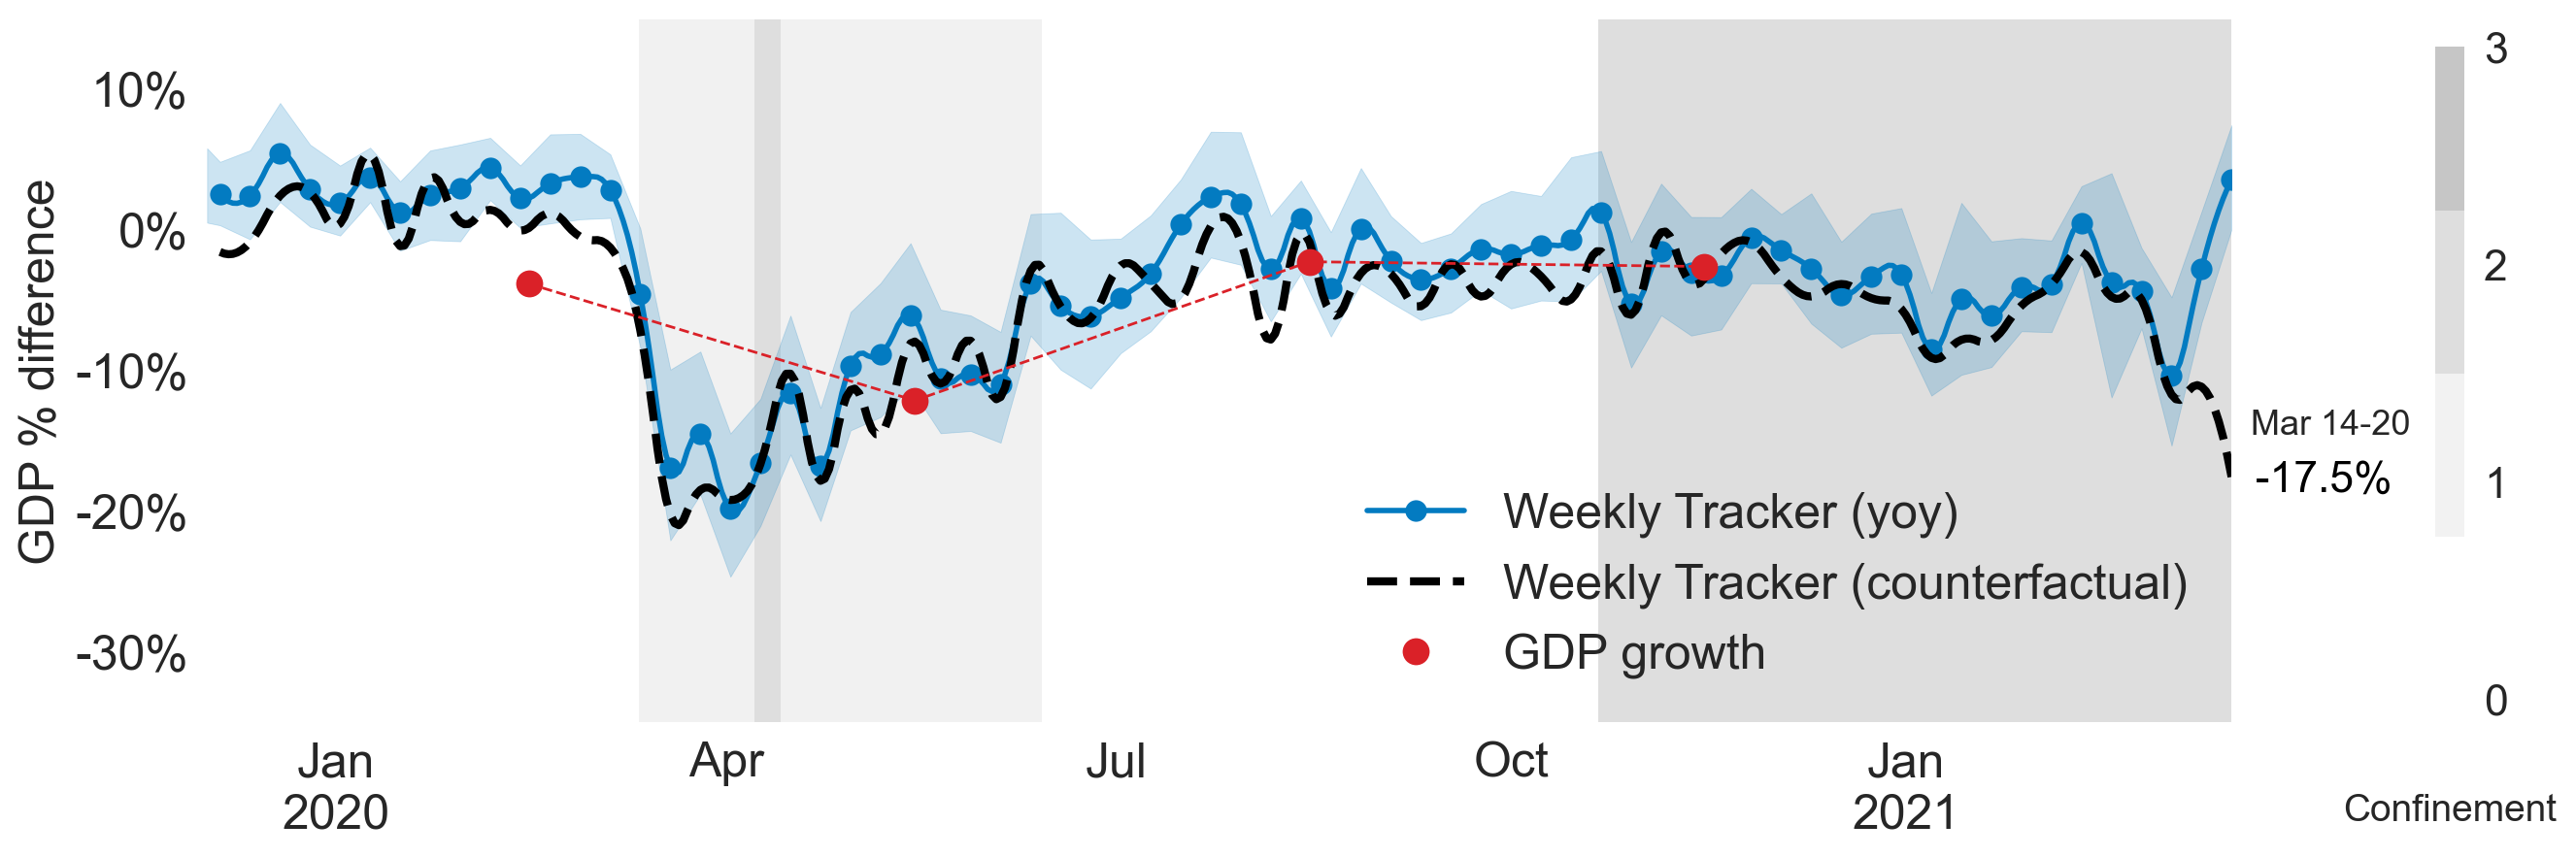 10%
0%
-10%
-20%
-30%
GDP % difference
Jan
2020
Apr
Jul
Oct
Jan
2021
Weekly Tracker (yoy)
Weekly Tracker (counterfactual)
GDP growth
Mar 14-20
-17.5%
3
2
1
0
Confinement